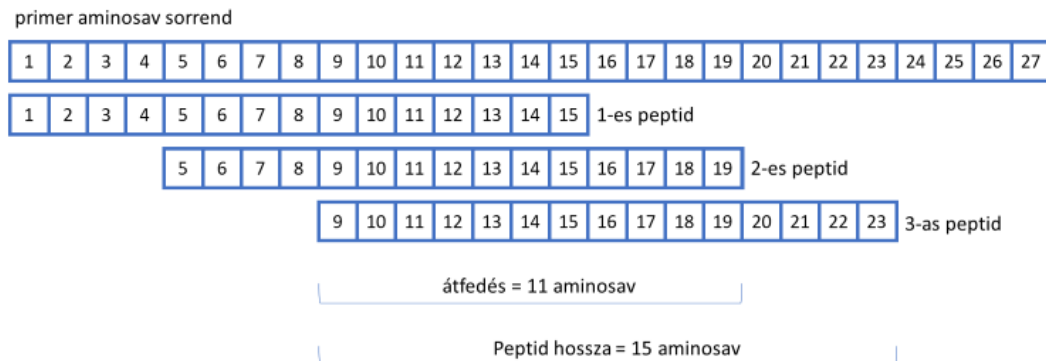 primer aminosav sorrend
1 2 3 4 5 6 7 8 9 10 11 12 13 14 15 16 17 18 19 20 21 22 23 24 25 26 27
1 2 3 4 5 6 7 8 9 10 11 12 13 14 15 1-es peptid
5 6 7 8 9 10 11 12 13 14 15 16 17 18 19 2-es peptid
9 10 11 12 13 14 15 16 17 18 19 20 21 22 23 3-as peptid
átfedés = 11 aminosav
Peptid hossza = 15 aminosav